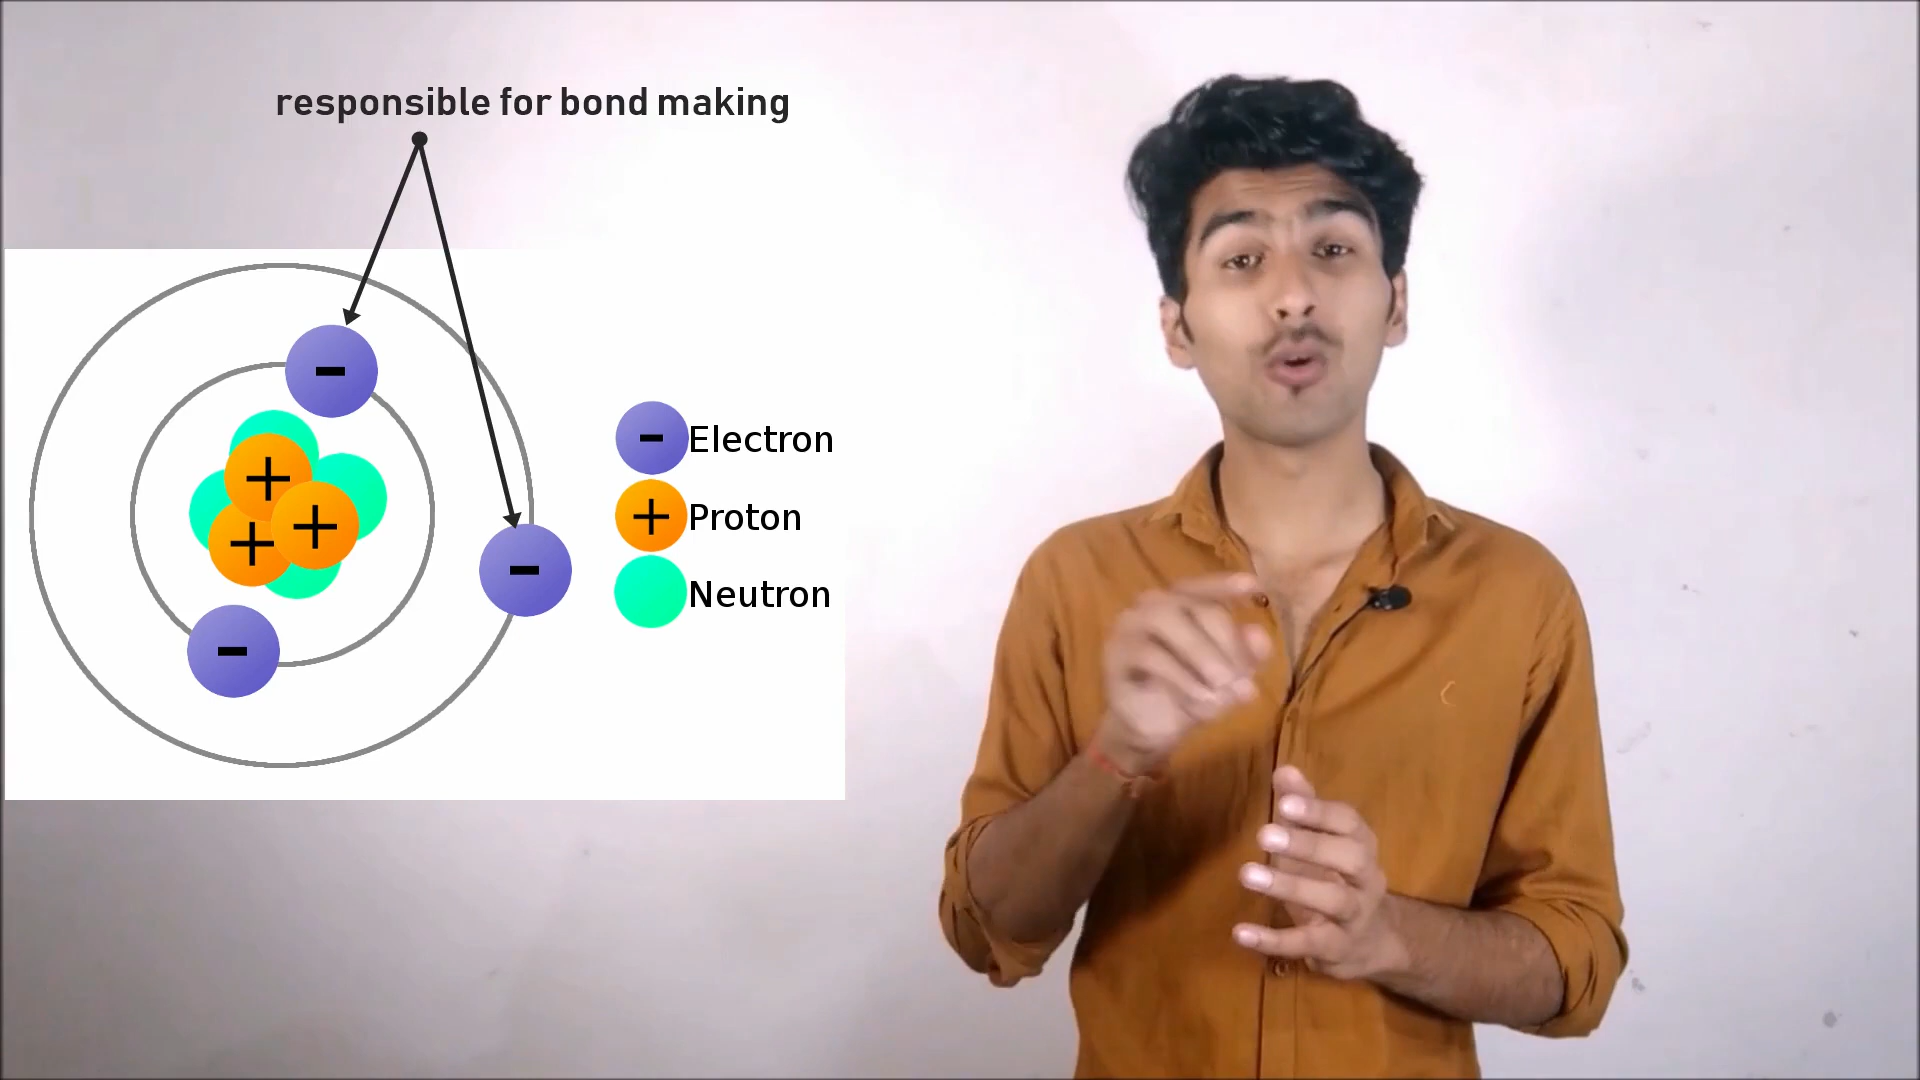 responsible for bond making
-
-
-
+
+
+
- Electron
+ Proton
Neutron